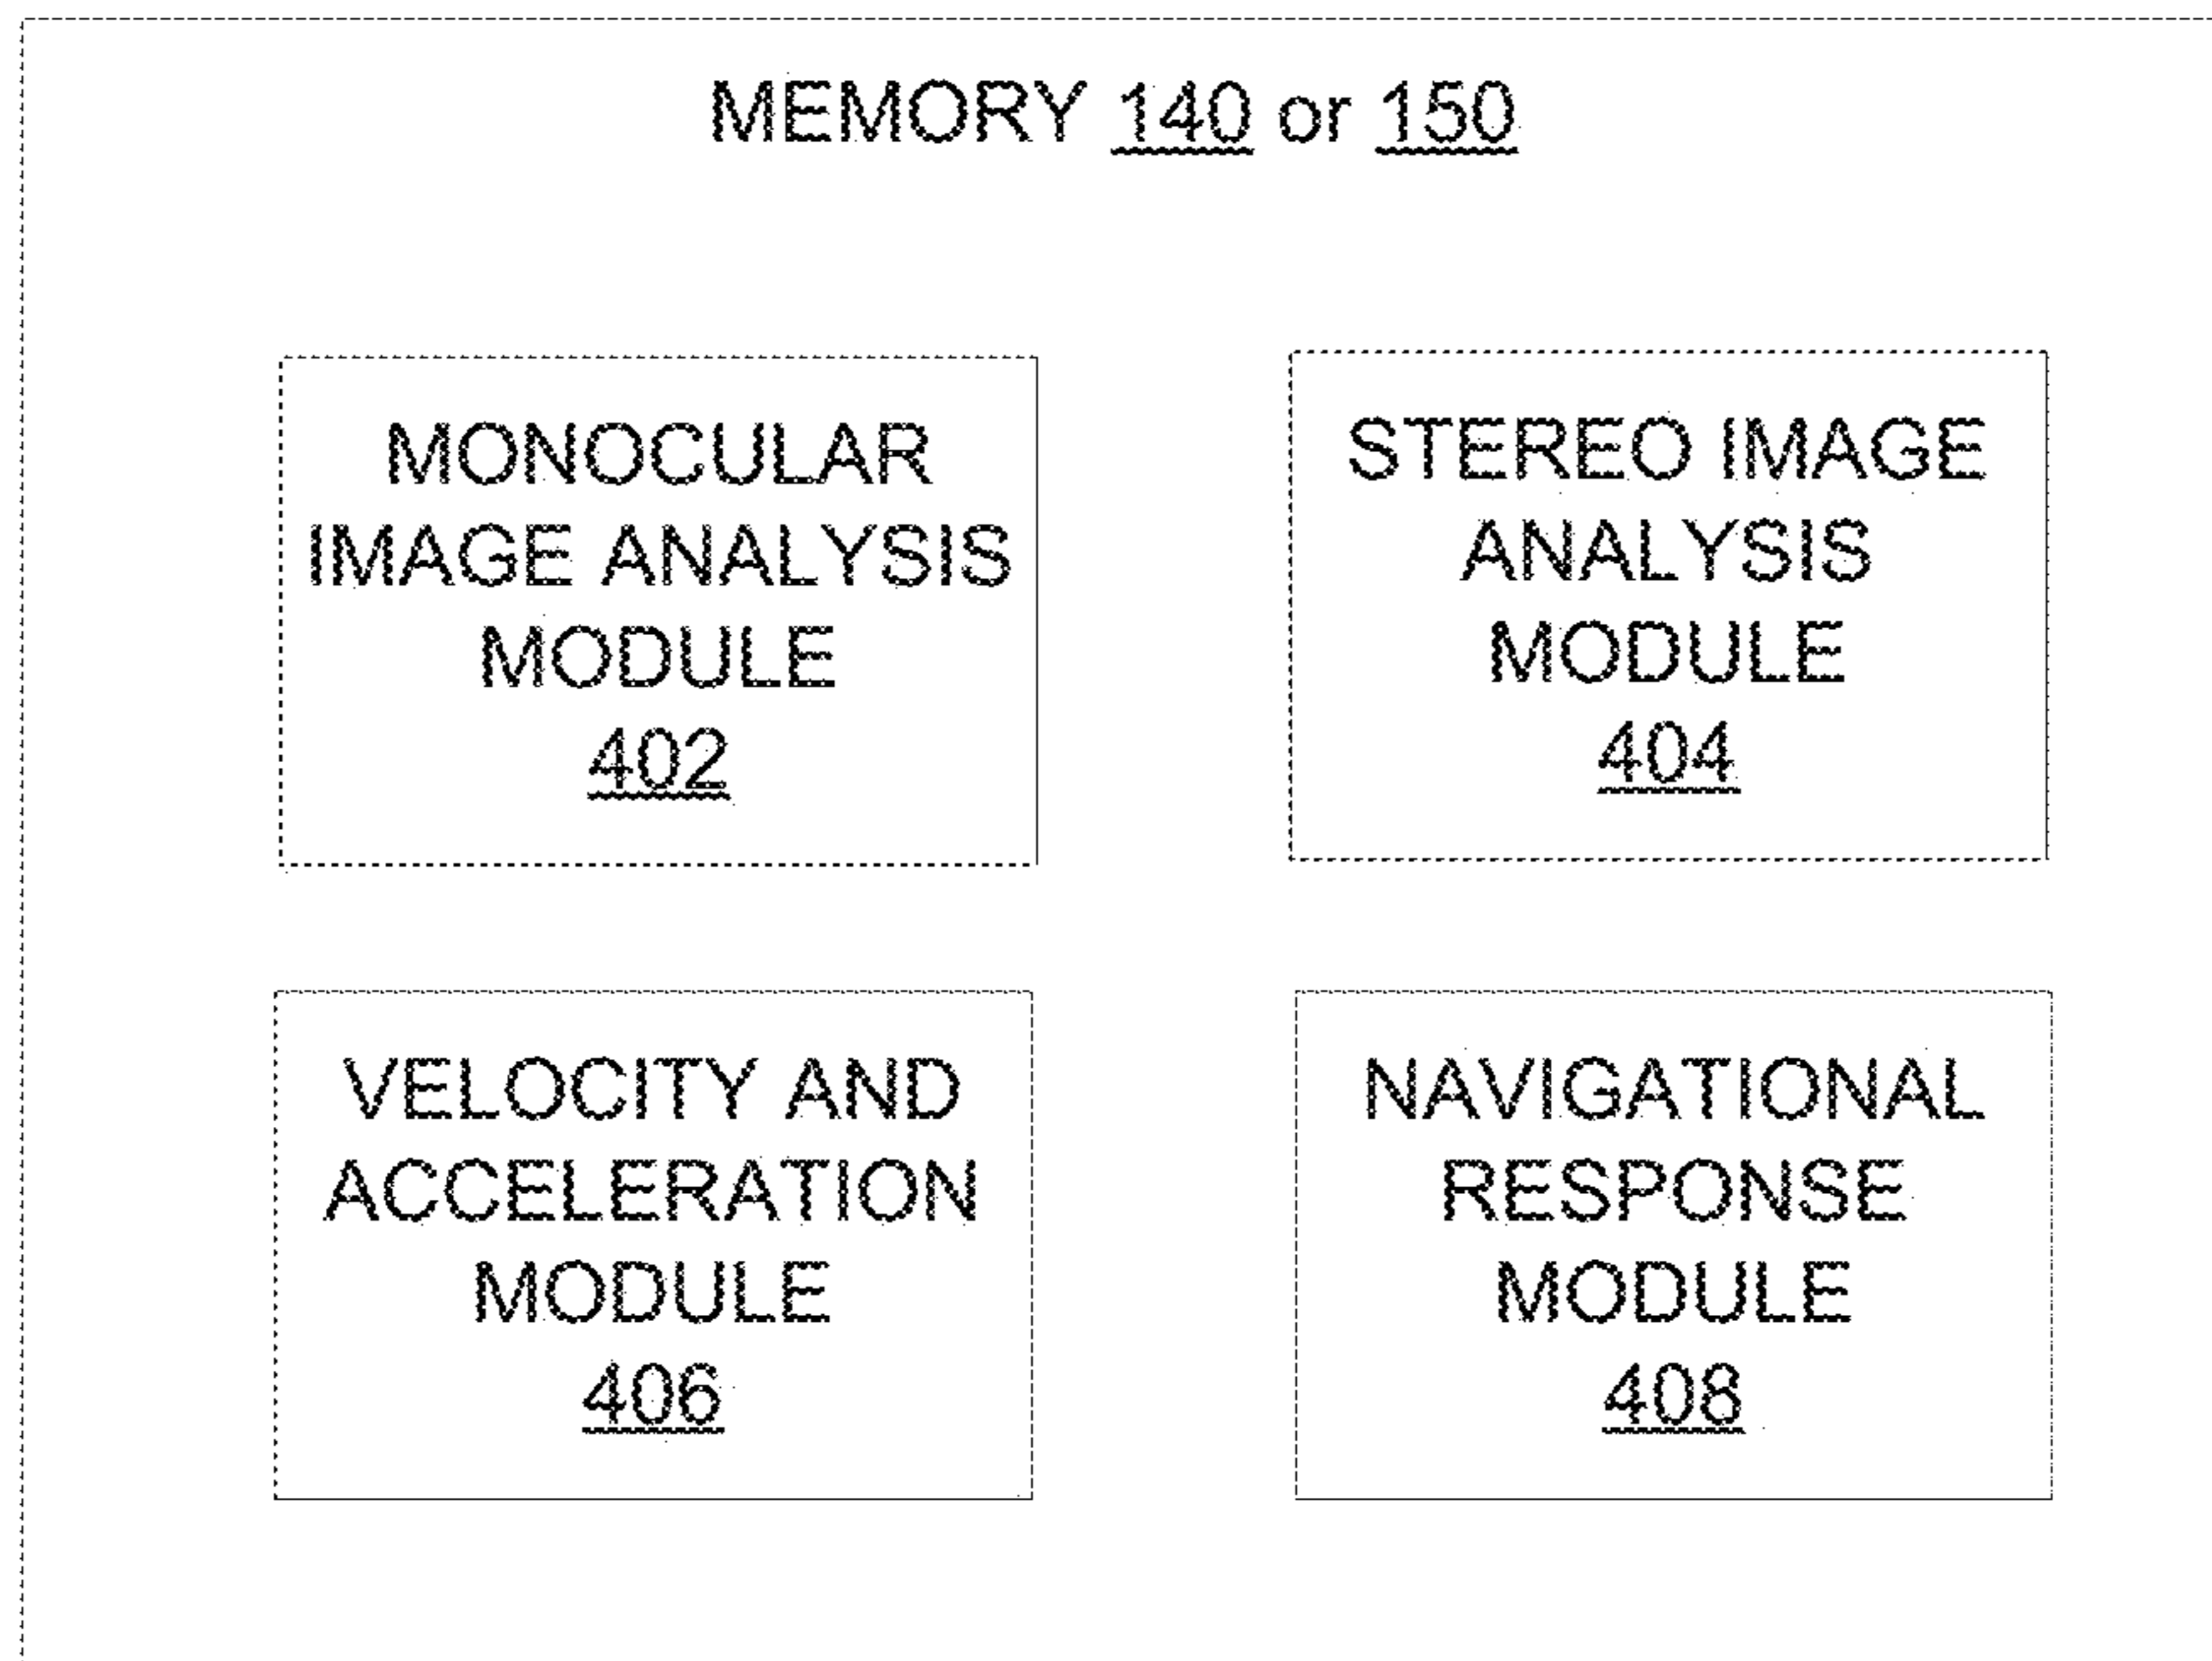 MEMORY 140 or 150
MONOCULAR
IMAGE ANALYSIS
MODULE
402
STEREO IMAGE
ANALYSIS
MODULE
404
VELOCITY AND
ACCELERATION
MODULE
406
NAVIGATIONAL
RESPONSE
MODULE
408